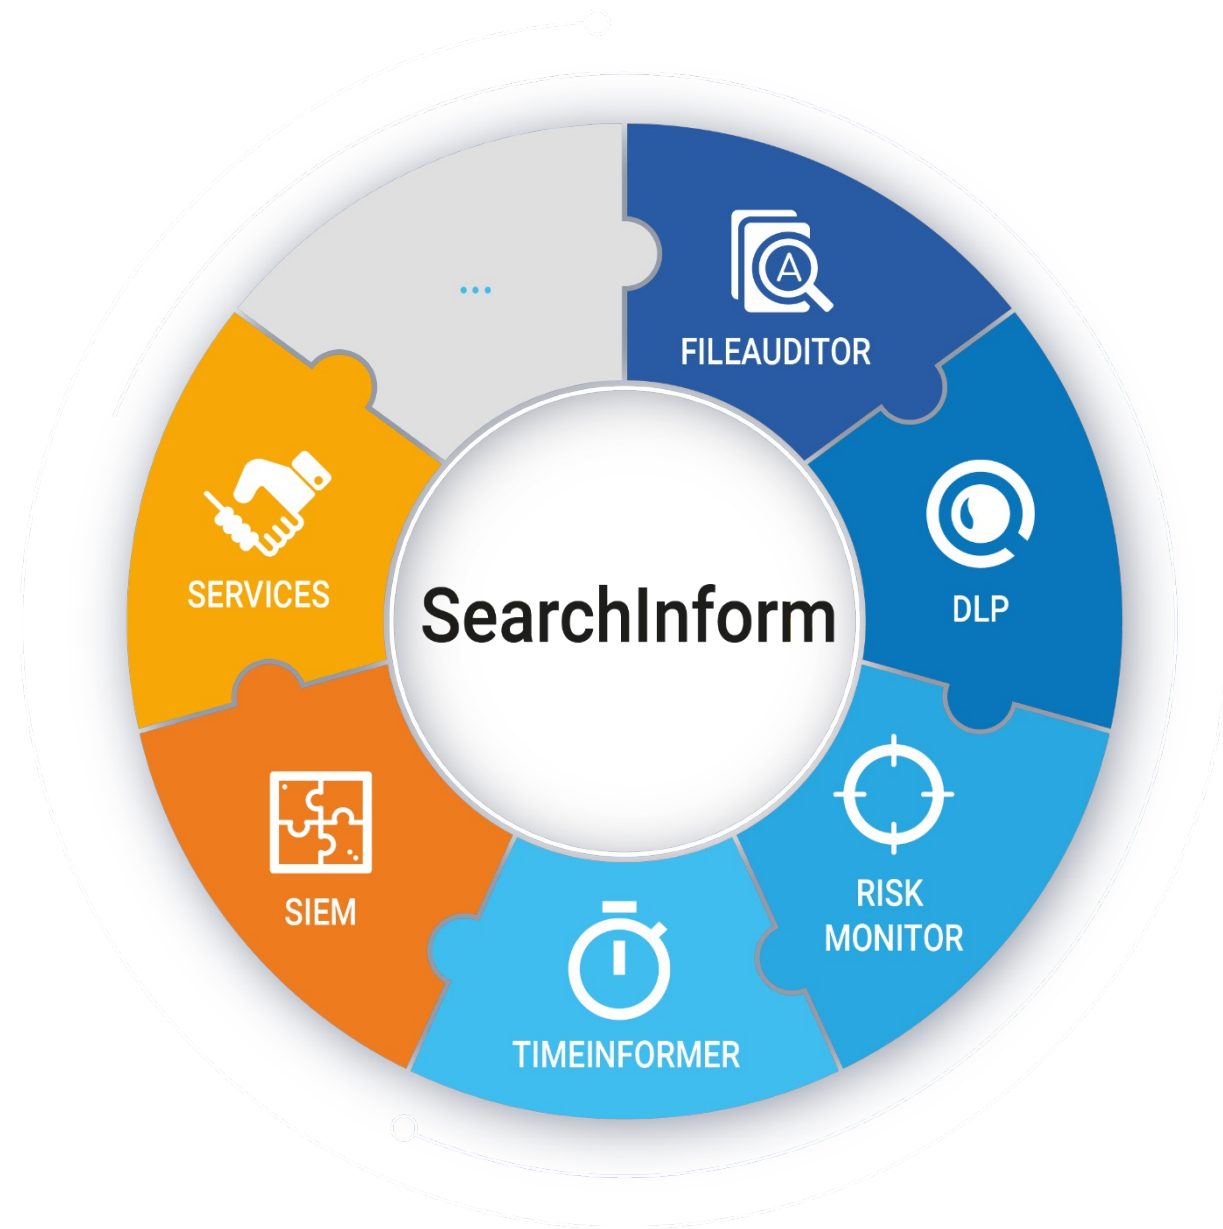 ...
FILEAUDITOR
DLP
RISK
MONITOR
TIMEINFORMER
SIEM
SERVICES
SearchInform